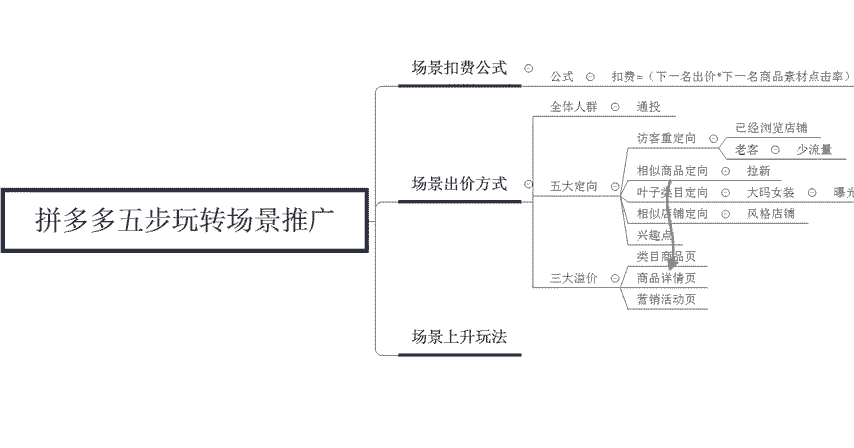 拼多多五步玩转场景推广
场景扣费公式
公式
扣费=（下一名出价*下一名商品素材点击率）
场景出价方式
全体人群
通投
五大定向
访客重定向
已经浏览店铺
老客
少流量
相似商品定向
拉新
叶子类目定向
大码女装
曝光
相似店铺定向
风格店铺
兴趣点
三大溢价
类目商品页
商品详情页
营销活动页
场景上升玩法